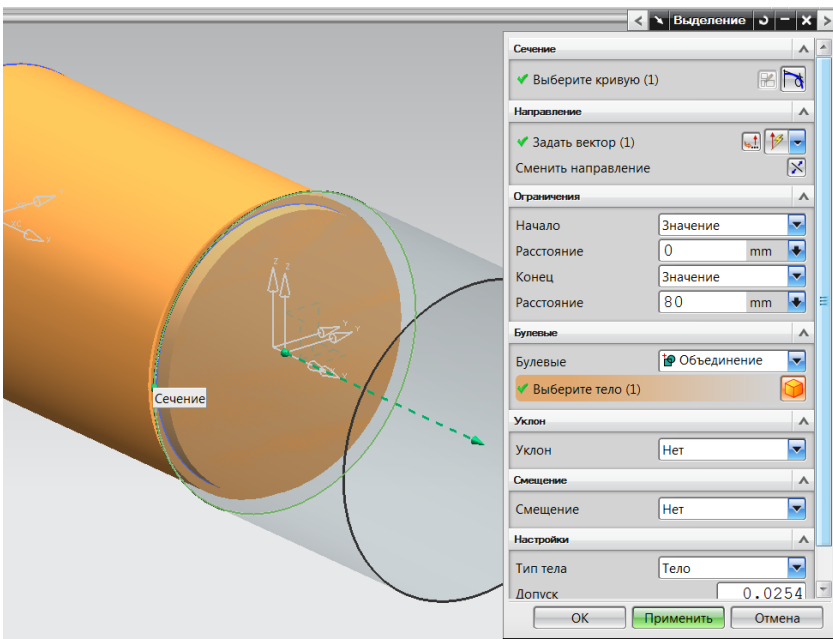 Выделение
Сечение
Выберите кривую (1)
Направление
Задать вектор (1)
Сменить направление
Ограничения
Начало Значение
Расстояние 0 mm
Конец Значение
Расстояние 80 mm
Булевые
Булевые Объединение
Выберите тело (1)
Уклон
Уклон Нет
Смещение
Смещение Нет
Настройки
Тип тела Тело
Допуск 0.0254
OK Применить Отмена
Сечение